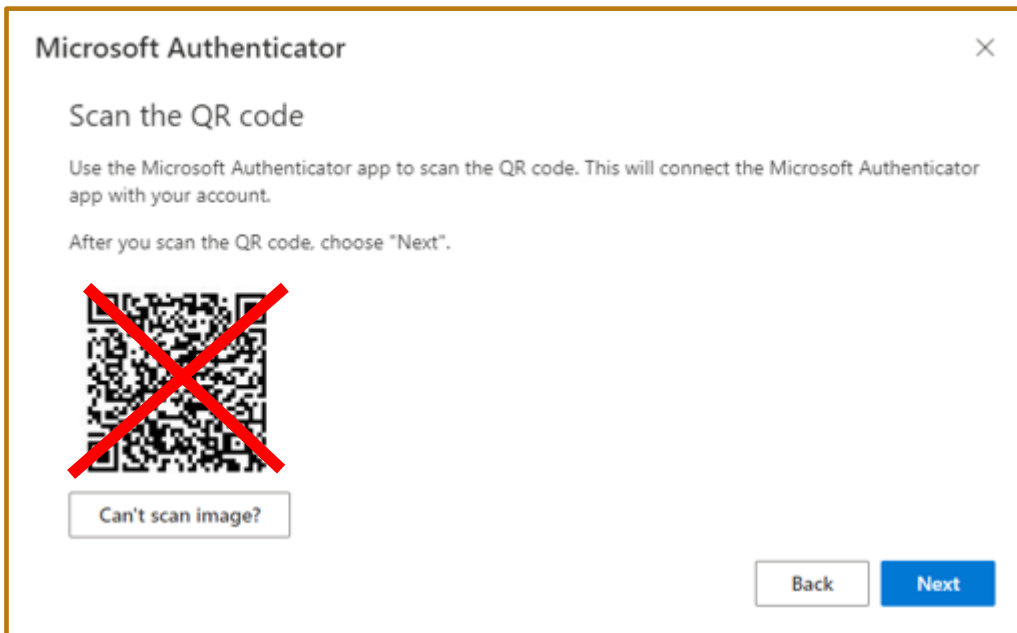 Microsoft Authenticator
Scan the QR code
Use the Microsoft Authenticator app to scan the QR code. This will connect the Microsoft Authenticator
app with your account.
After you scan the QR code, choose "Next".
Can't scan image?
Back
Next